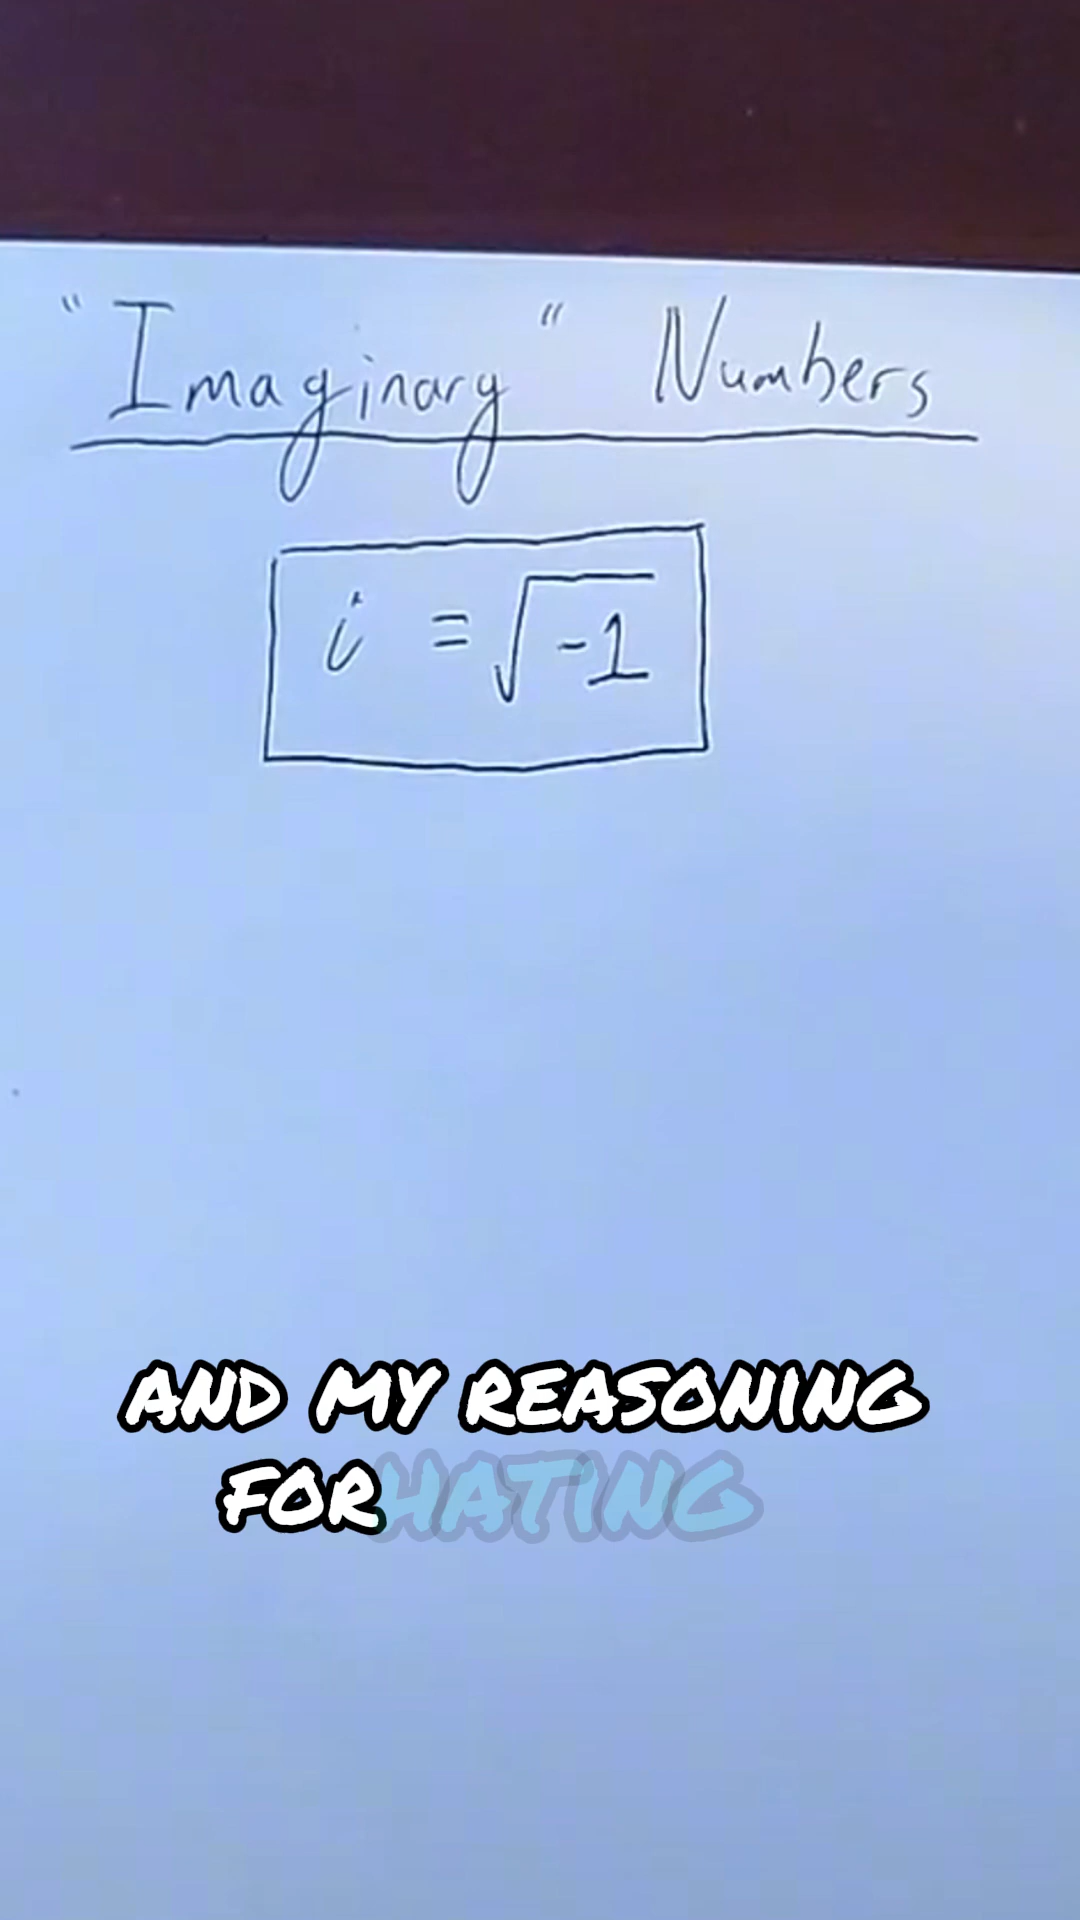 "Imaginary" Numbers
i = √-1
AND MY REASONING
FOR HATING